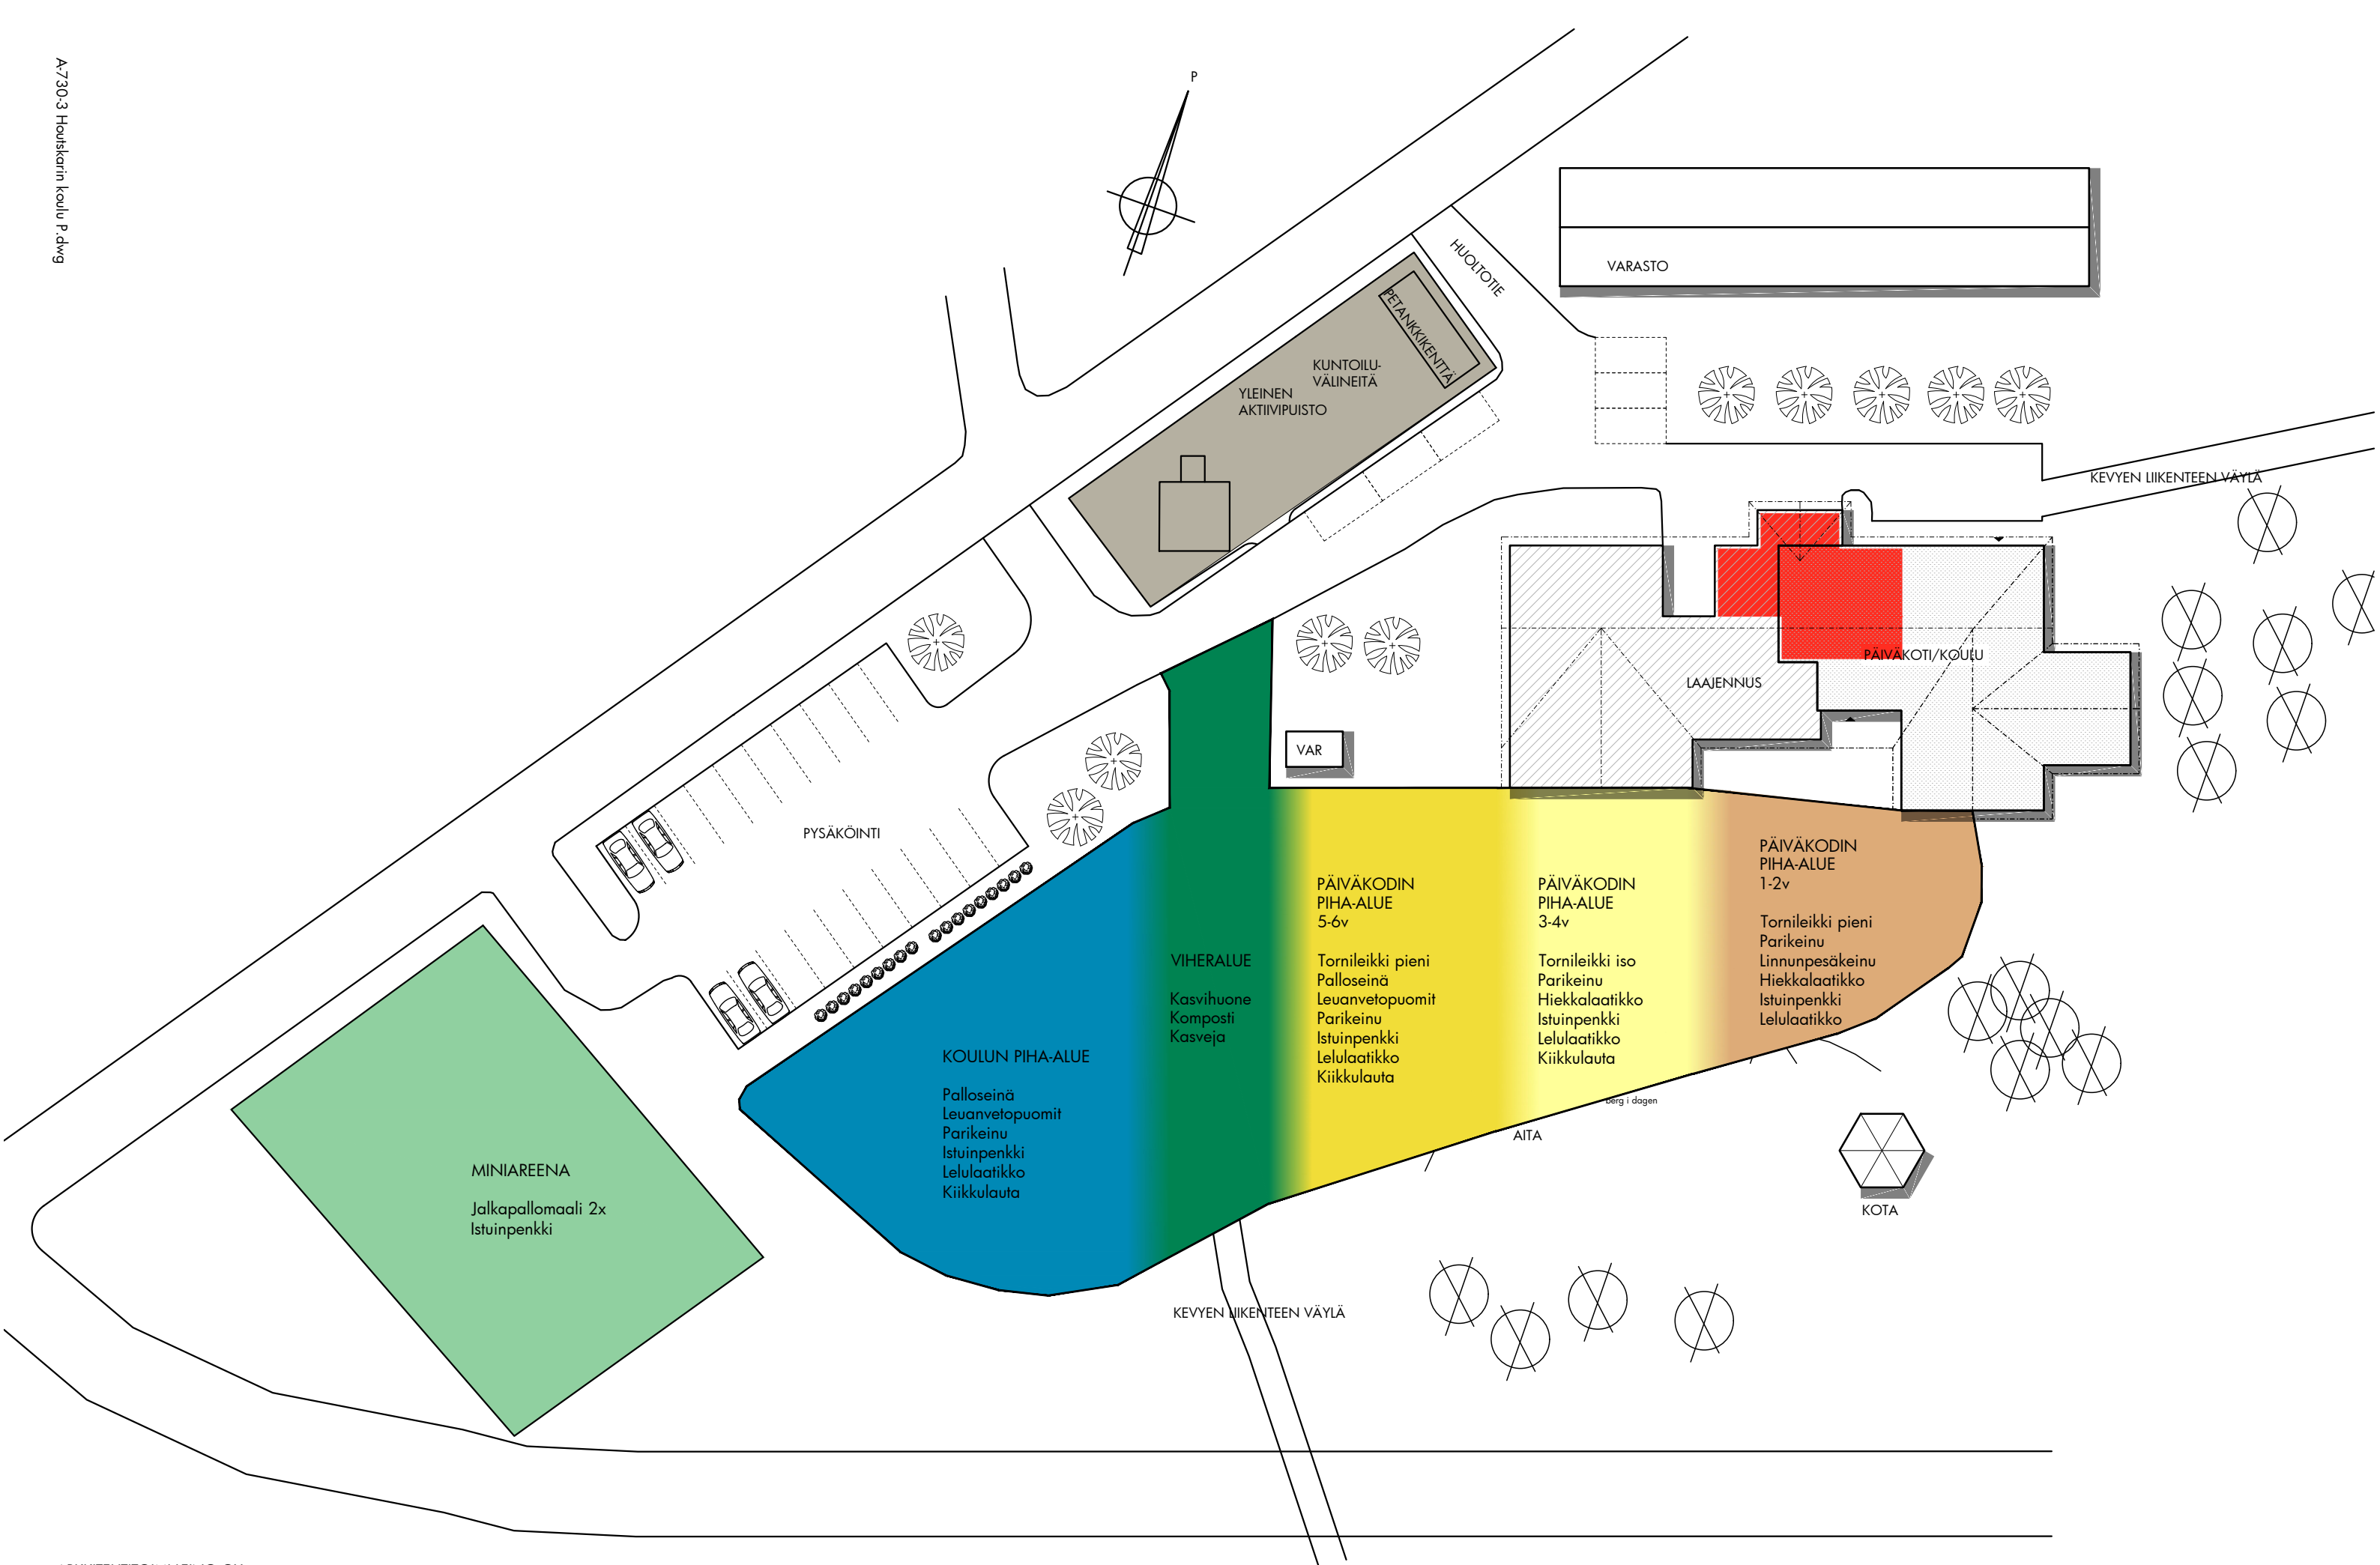 A-730-3 Houtskarin koulu P.dwg
P
HUOLTOTIE
VARASTO
PETANKKIKENTTÄ
KUNTOILU-
VÄLINEITÄ
YLEINEN
AKTIIVIPUISTO
KEVYEN LIIKENTEEN VÄYLÄ
PÄIVÄKOTI/KOULU
LAAJENNUS
VAR
PYSÄKÖINTI
PÄIVÄKODIN
PIHA-ALUE
1-2v
Tornileikki pieni
Parikeinu
Linnunpesäkeinu
Hiekkalaatikko
Istuinpenkki
Lelulaatikko
PÄIVÄKODIN
PIHA-ALUE
3-4v
Tornileikki iso
Parikeinu
Hiekkalaatikko
Istuinpenkki
Lelulaatikko
Kiikkulauta
PÄIVÄKODIN
PIHA-ALUE
5-6v
Tornileikki pieni
Palloseinä
Leuanvetopuomit
Parikeinu
Istuinpenkki
Lelulaatikko
Kiikkulauta
VIHERALUE
Kasvihuone
Komposti
Kasveja
KOULUN PIHA-ALUE
Palloseinä
Leuanvetopuomit
Parikeinu
Istuinpenkki
Lelulaatikko
Kiikkulauta
MINIAREENA
Jalkapallomaali 2x
Istuinpenkki
berg i dagen
AITA
KOTA
KEVYEN LIIKENTEEN VÄYLÄ